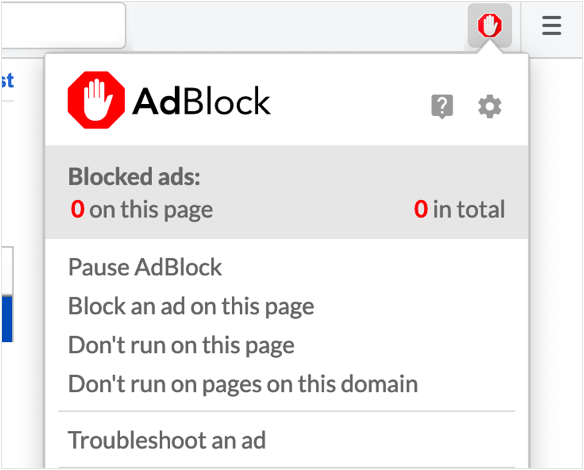 st
AdBlock
Blocked ads:
0 on this page 0 in total
Pause AdBlock
Block an ad on this page
Don't run on this page
Don't run on pages on this domain
Troubleshoot an ad